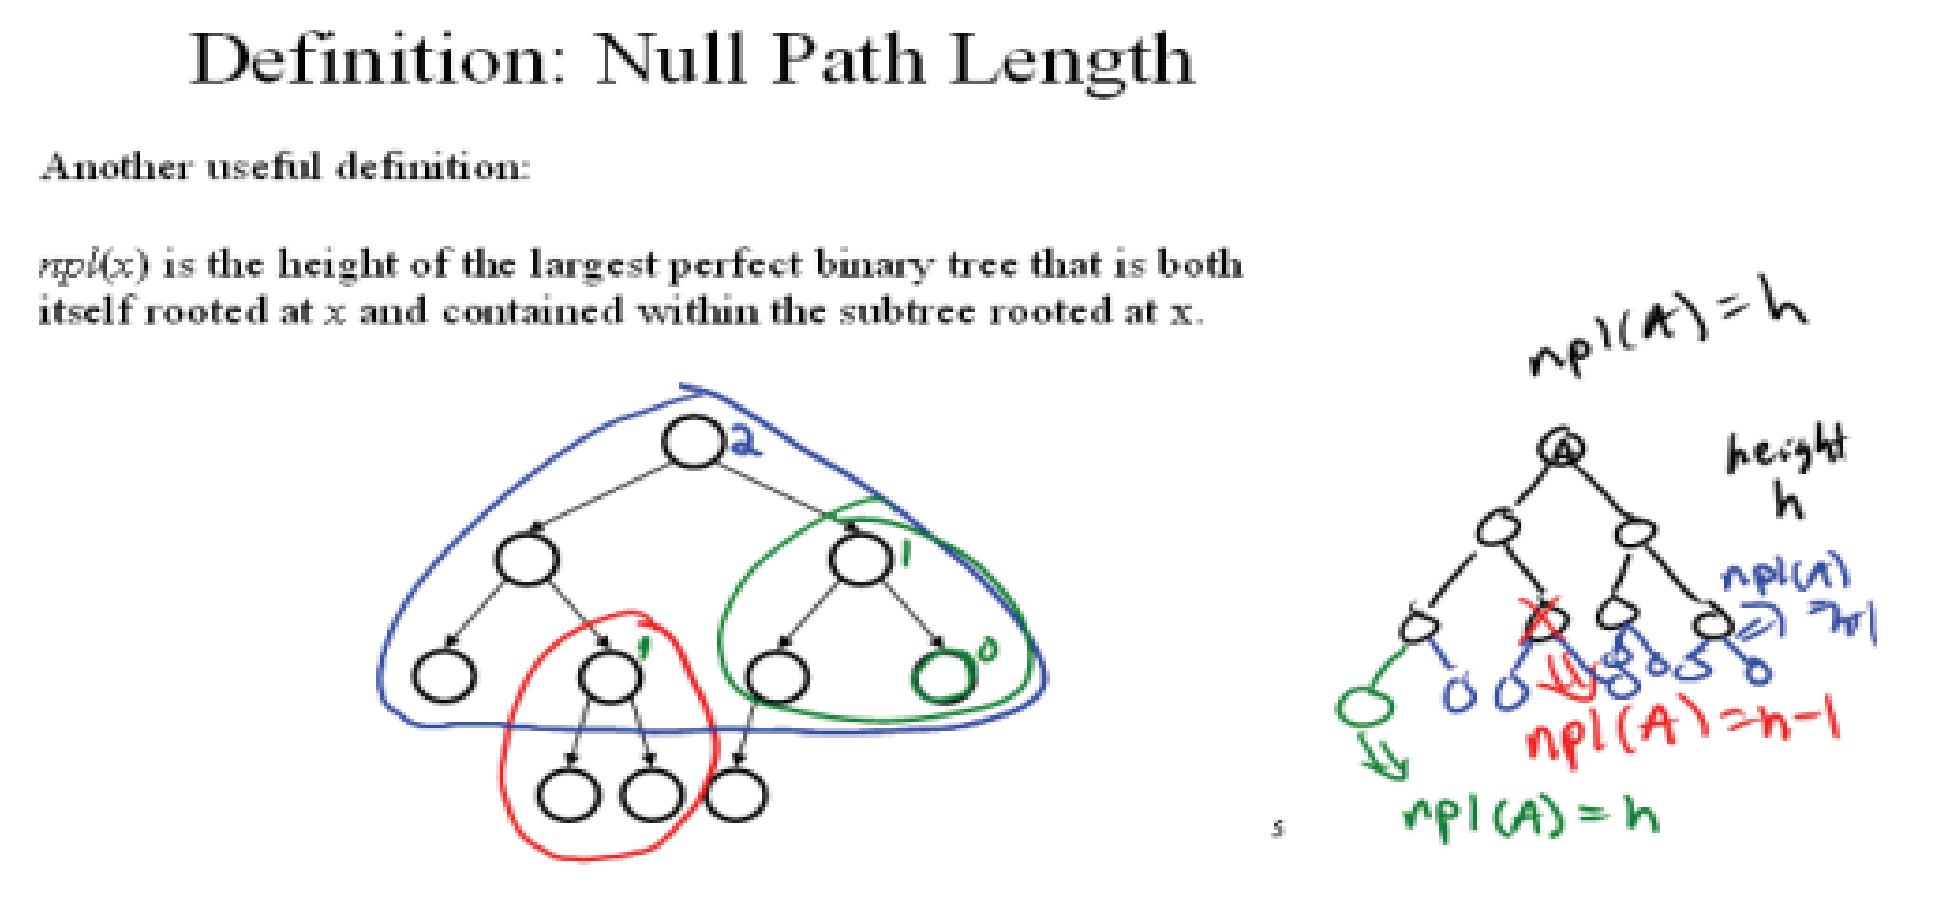 Definition: Null Path Length
Another useful definition:
npl(x) is the height of the largest perfect binary tree that is both
itself rooted at x and contained within the subtree rooted at x.
npl(A) = h
2
A
height
h
1
npl(A)
1
0
npl(A) = h-1
npl(A) = h
5